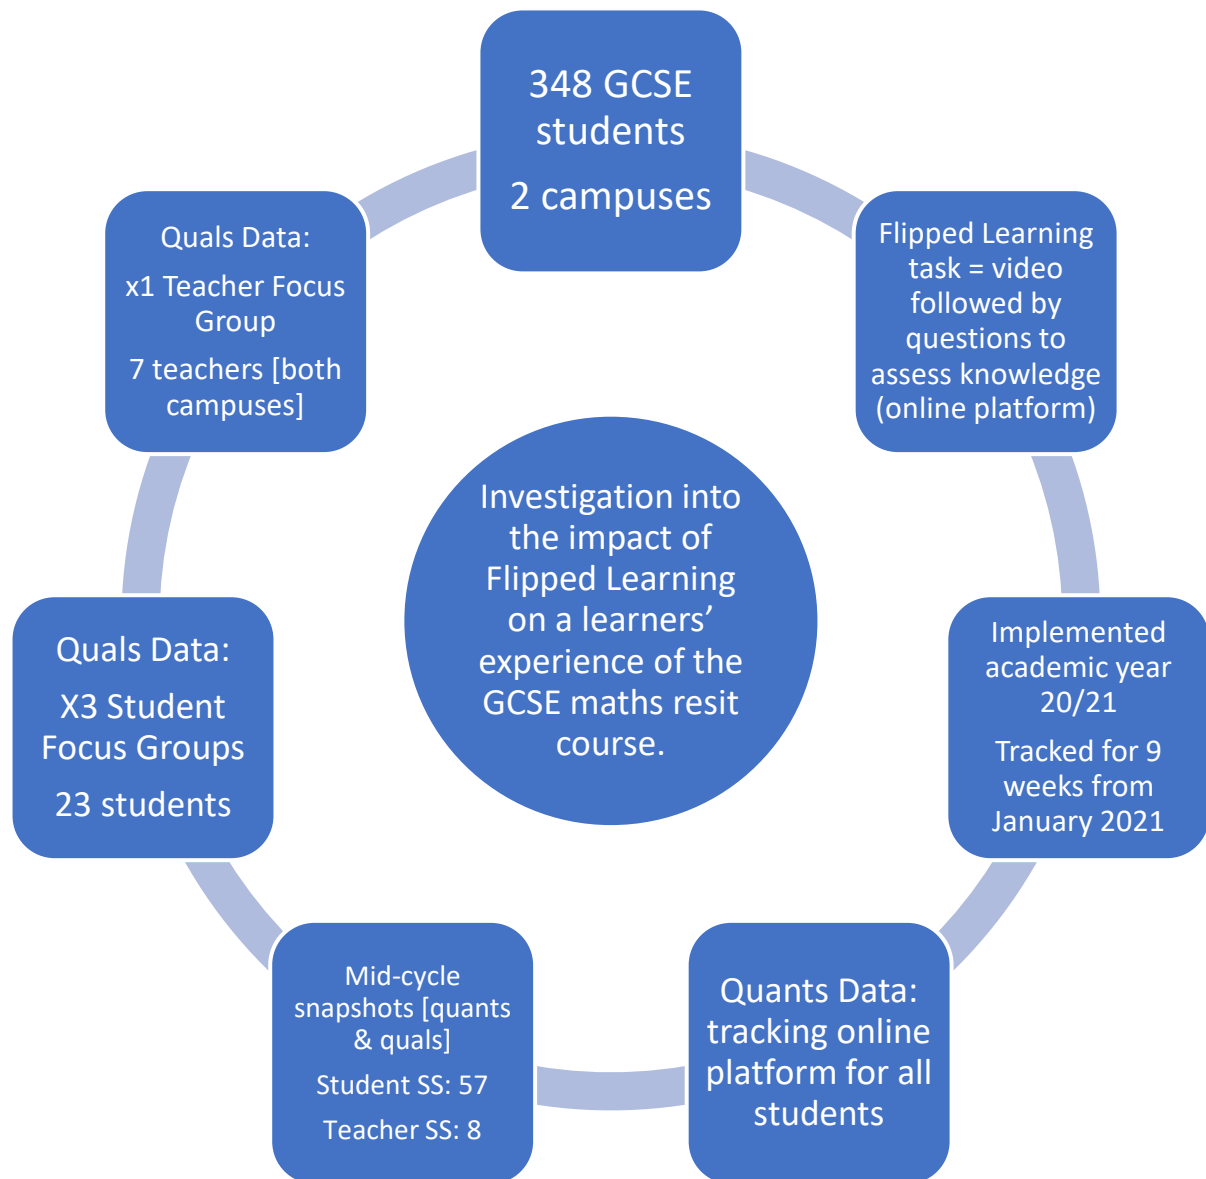 348 GCSE
students
2 campuses
Flipped Learning
task = video
followed by
questions to
assess knowledge
(online platform)
Implemented
academic year
20/21
Tracked for 9
weeks from
January 2021
Quants Data:
tracking online
platform for all
students
Mid-cycle
snapshots [quants
& quals]
Student SS: 57
Teacher SS: 8
Quals Data:
X3 Student
Focus Groups
23 students
Quals Data:
x1 Teacher Focus
Group
7 teachers [both
campuses]
Investigation into
the impact of
Flipped Learning
on a learners’
experience of the
GCSE maths resit
course.